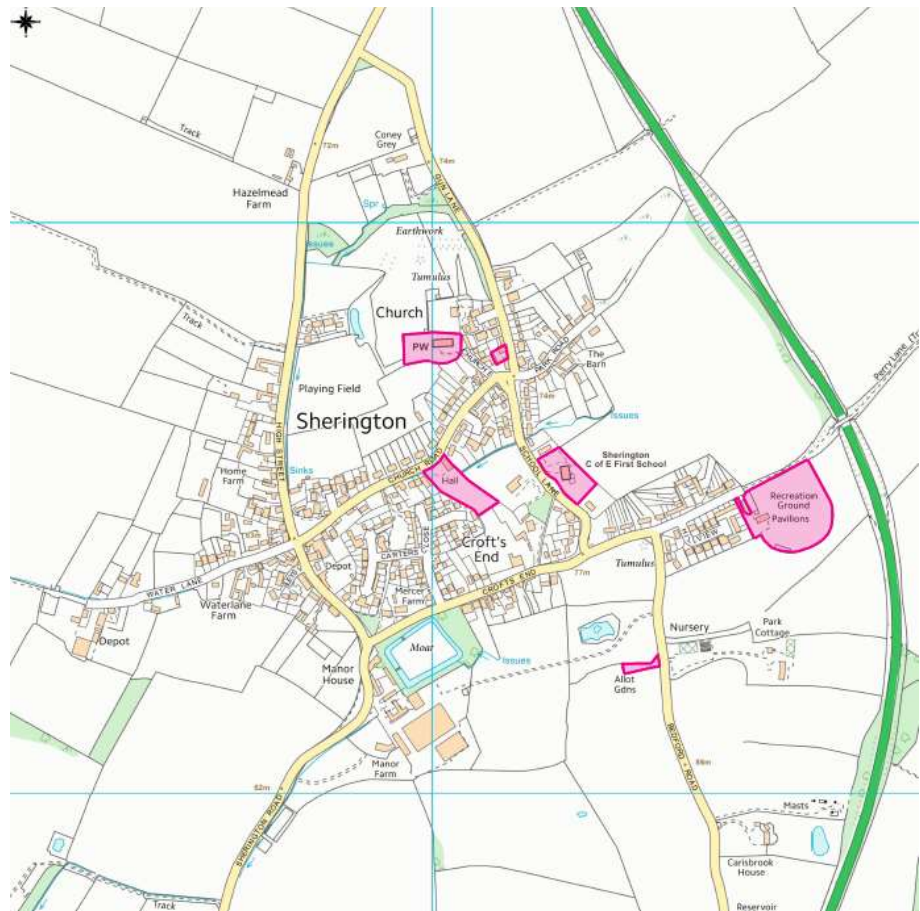 Track
72m
Coney
Grey
74m
GUN LANE
Hazelmead
Farm
Spr
Issues
Earthwork
Tumulus
Track
Church
PW
CHURCH
PARK ROAD
The
Barn
Perry Lane (Tr
Playing Field
74m
Issues
Sherington
HIGH STREET
Sinks
CHURCH ROAD
SCHOOL LANE
Sherington
C of E First School
Home
Farm
Hall
Recreation
Ground
Pavilions
CARTERS
CLOSE
Croft's
End
VIEW
Depot
WATER LANE
Waterlane
Farm
Mercer's
Farm
CROFTS END
77m
Tumulus
Depot
Nursery
Park
Cottage
Moat
Issues
Manor
House
Allot
Gdns
BEDFORD ROAD
69m
Manor
Farm
62m
Masts
SHERINGTON ROAD
Carisbrook
House
Track
Reservoir